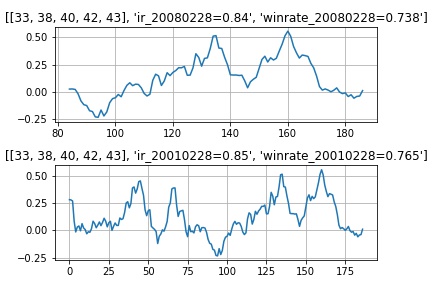 [[33, 38, 40, 42, 43], 'ir_20080228=0.84', 'winrate_20080228=0.738']
0.50
0.25
0.00
−0.25
80 100 120 140 160 180
[[33, 38, 40, 42, 43], 'ir_20010228=0.85', 'winrate_20010228=0.765']
0.50
0.25
0.00
−0.25
0 25 50 75 100 125 150 175